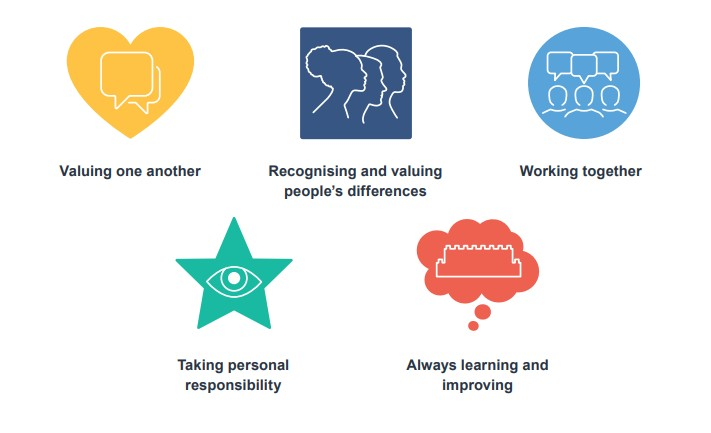 Valuing one another
Recognising and valuing
people's differences
Working together
Taking personal
responsibility
Always learning and
improving